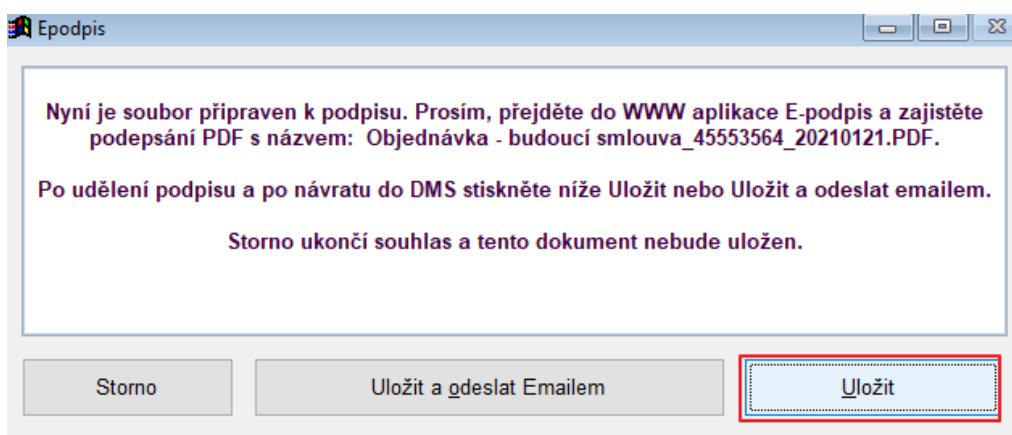 Epodpis
Nyní je soubor připraven k podpisu. Prosím, přejděte do WWW aplikace E-podpis a zajistěte
podepsání PDF s názvem:  Objednávka - budoucí smlouva_45553564_20210121.PDF.
Po udělení podpisu a po návratu do DMS stiskněte níže Uložit nebo Uložit a odeslat emailem.
Storno ukončí souhlas a tento dokument nebude uložen.
Storno
Uložit a odeslat Emailem
Uložit